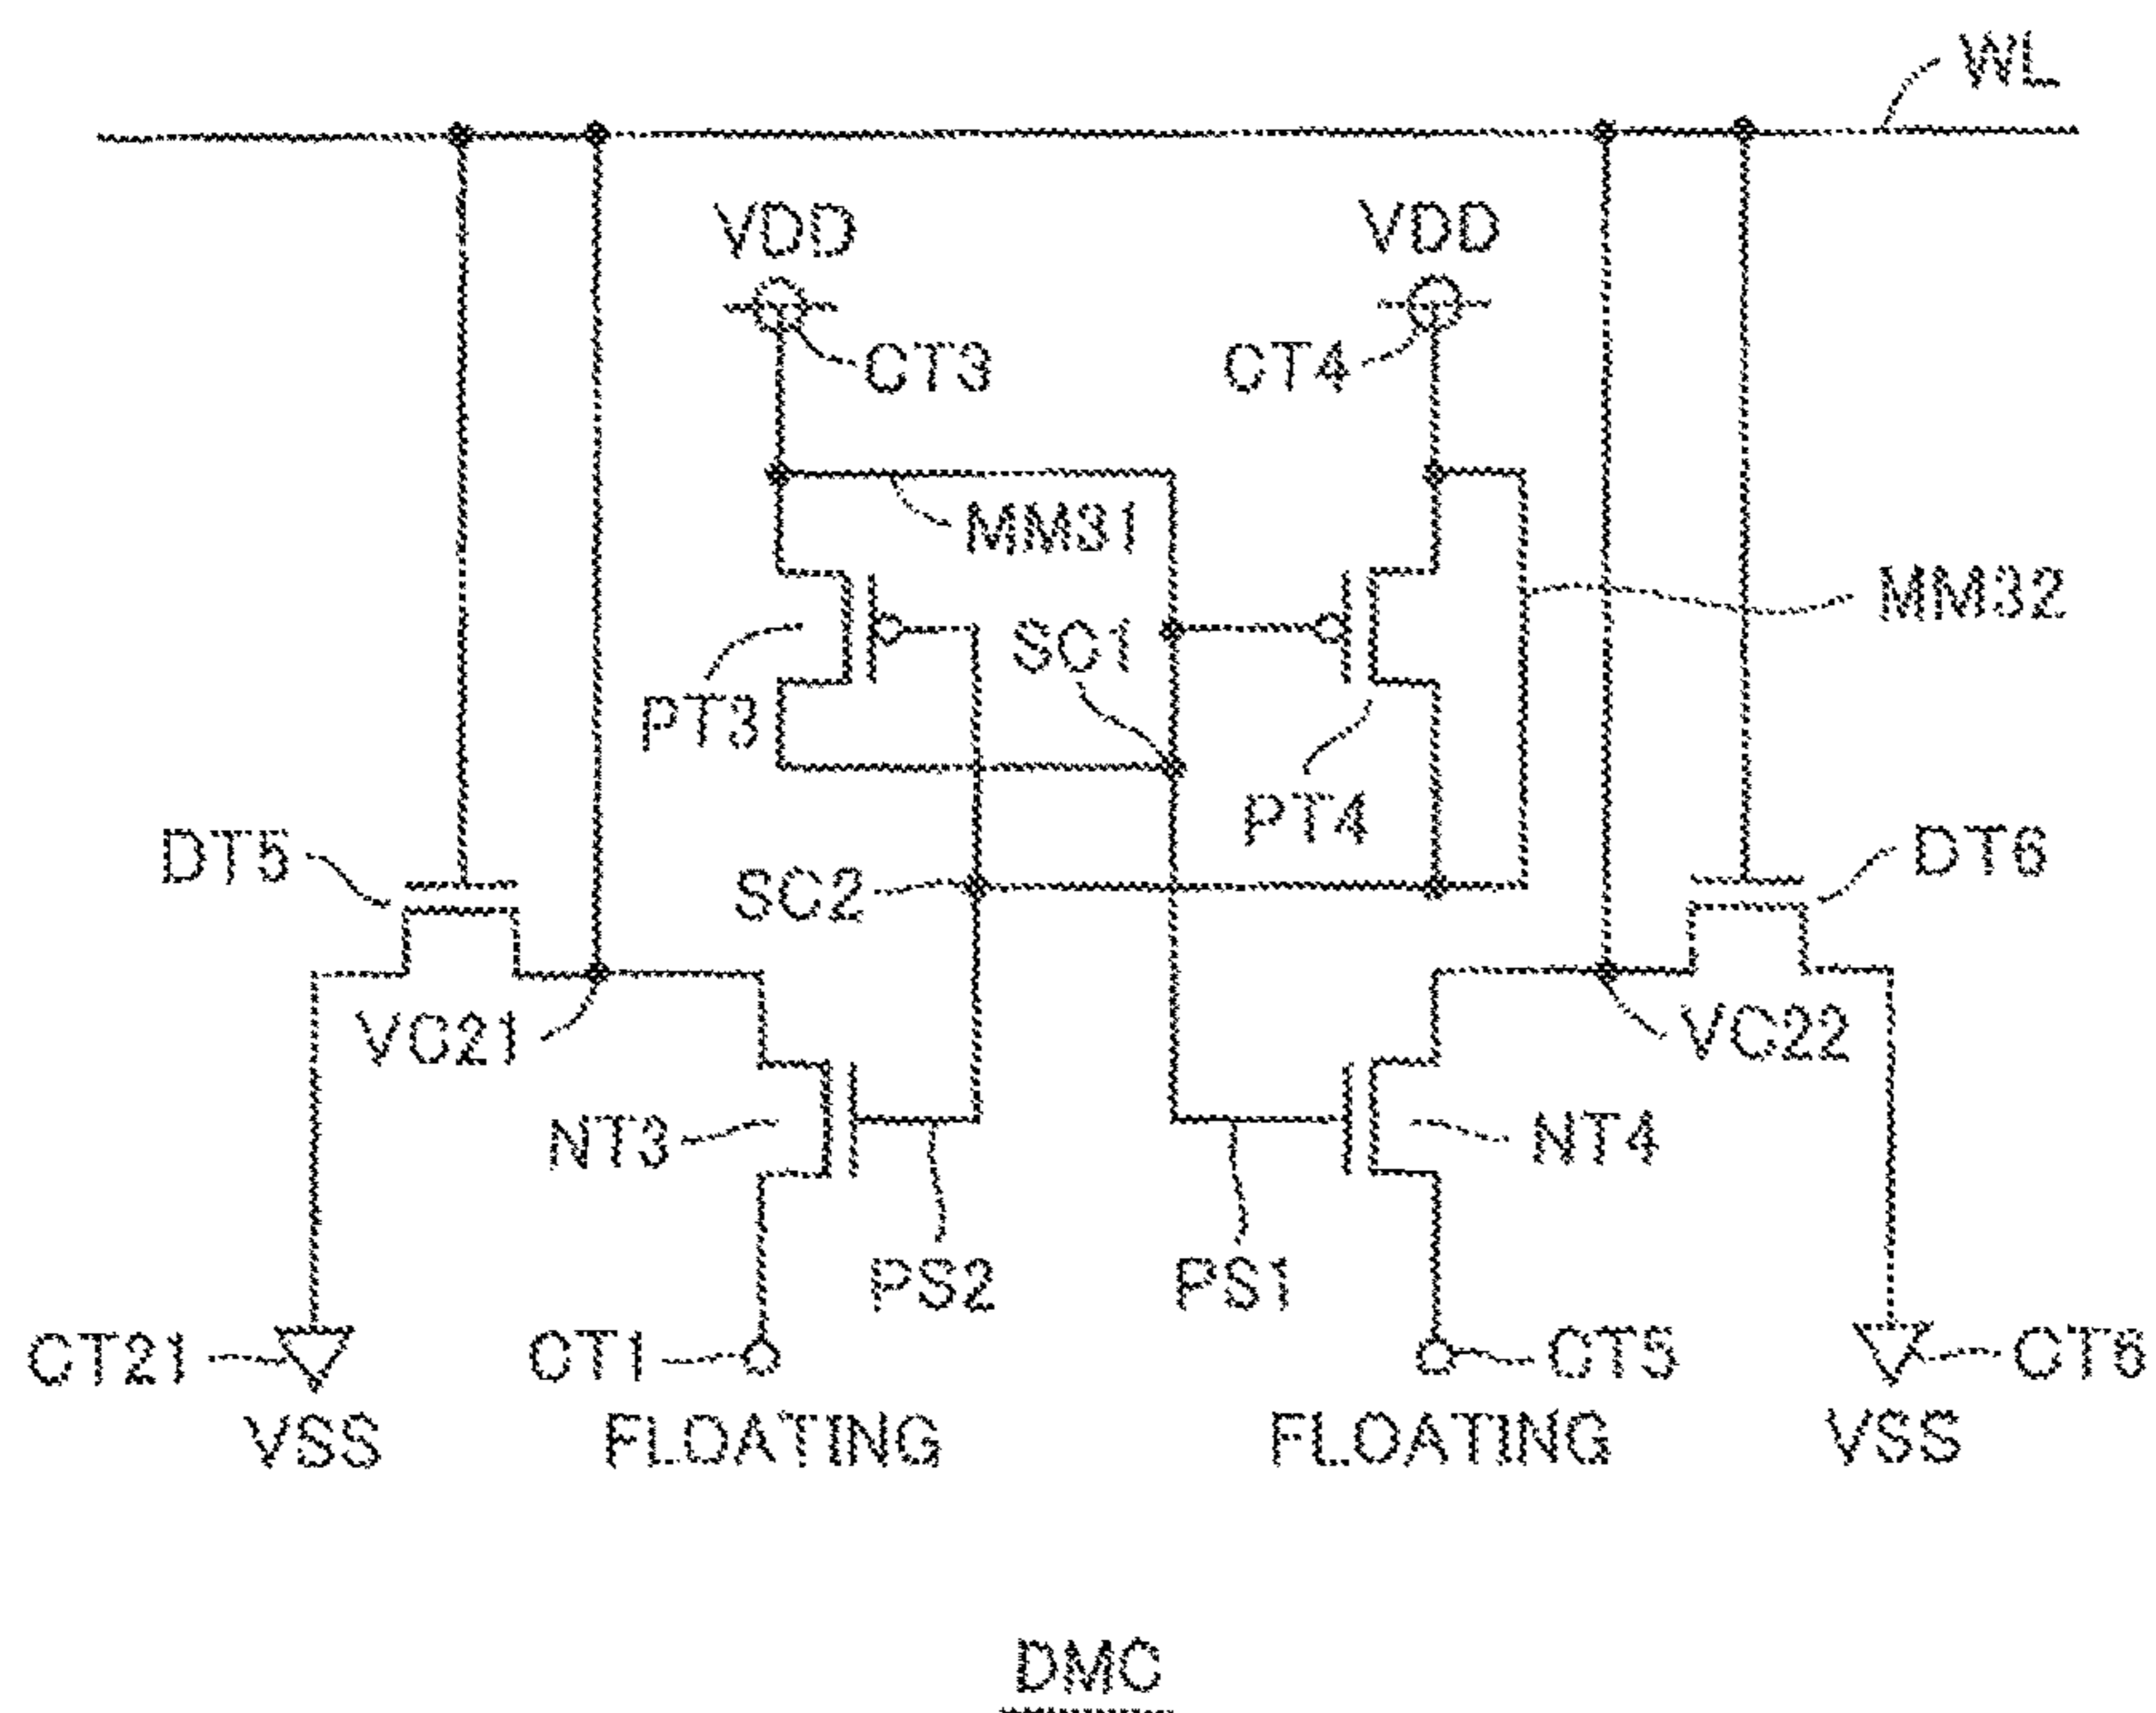 WL
VDD
VDD
CT3
CT4
MM31
MM32
SC1
PT3
PT4
DT5
DT6
SC2
VC21
VC22
NT3
NT4
PS2
PS1
CT21
CT1
CT5
CT6
VSS
FLOATING
FLOATING
VSS
DMC